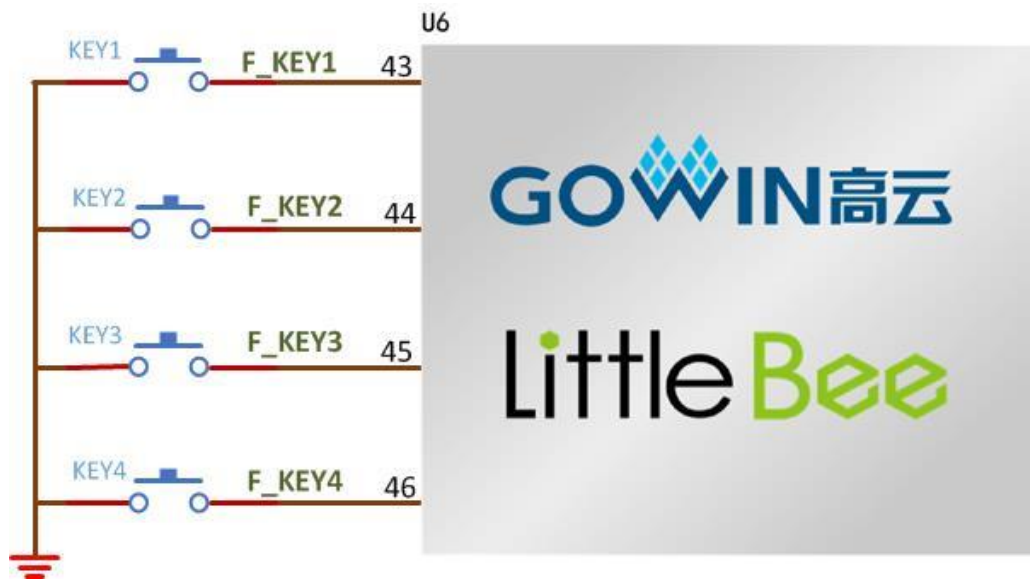 U6
KEY1 F_KEY1 43
KEY2 F_KEY2 44
GOWIN高云
KEY3 F_KEY3 45
LittleBee
KEY4 F_KEY4 46